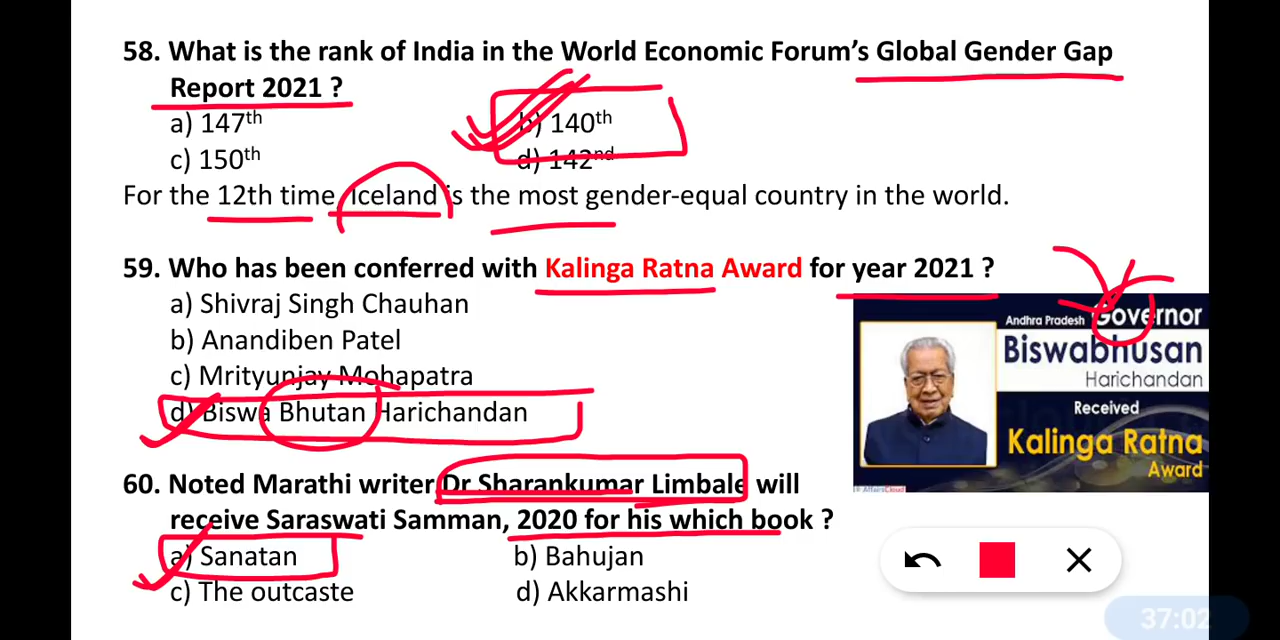 58. What is the rank of India in the World Economic Forum’s Global Gender Gap
Report 2021 ?
a) 147th b) 140th
c) 150th d) 142nd
For the 12th time, Iceland is the most gender-equal country in the world.
59. Who has been conferred with Kalinga Ratna Award for year 2021 ?
a) Shivraj Singh Chauhan
b) Anandiben Patel
c) Mrityunjay Mohapatra
d) Biswa Bhutan Harichandan
Andhra Pradesh Governor
Biswabhusan
Harichandan
Received
Kalinga Ratna
Award
AffairsCloud
60. Noted Marathi writer Dr Sharankumar Limbale will
receive Saraswati Samman, 2020 for his which book ?
a) Sanatan b) Bahujan
c) The outcaste d) Akkarmashi
37:02